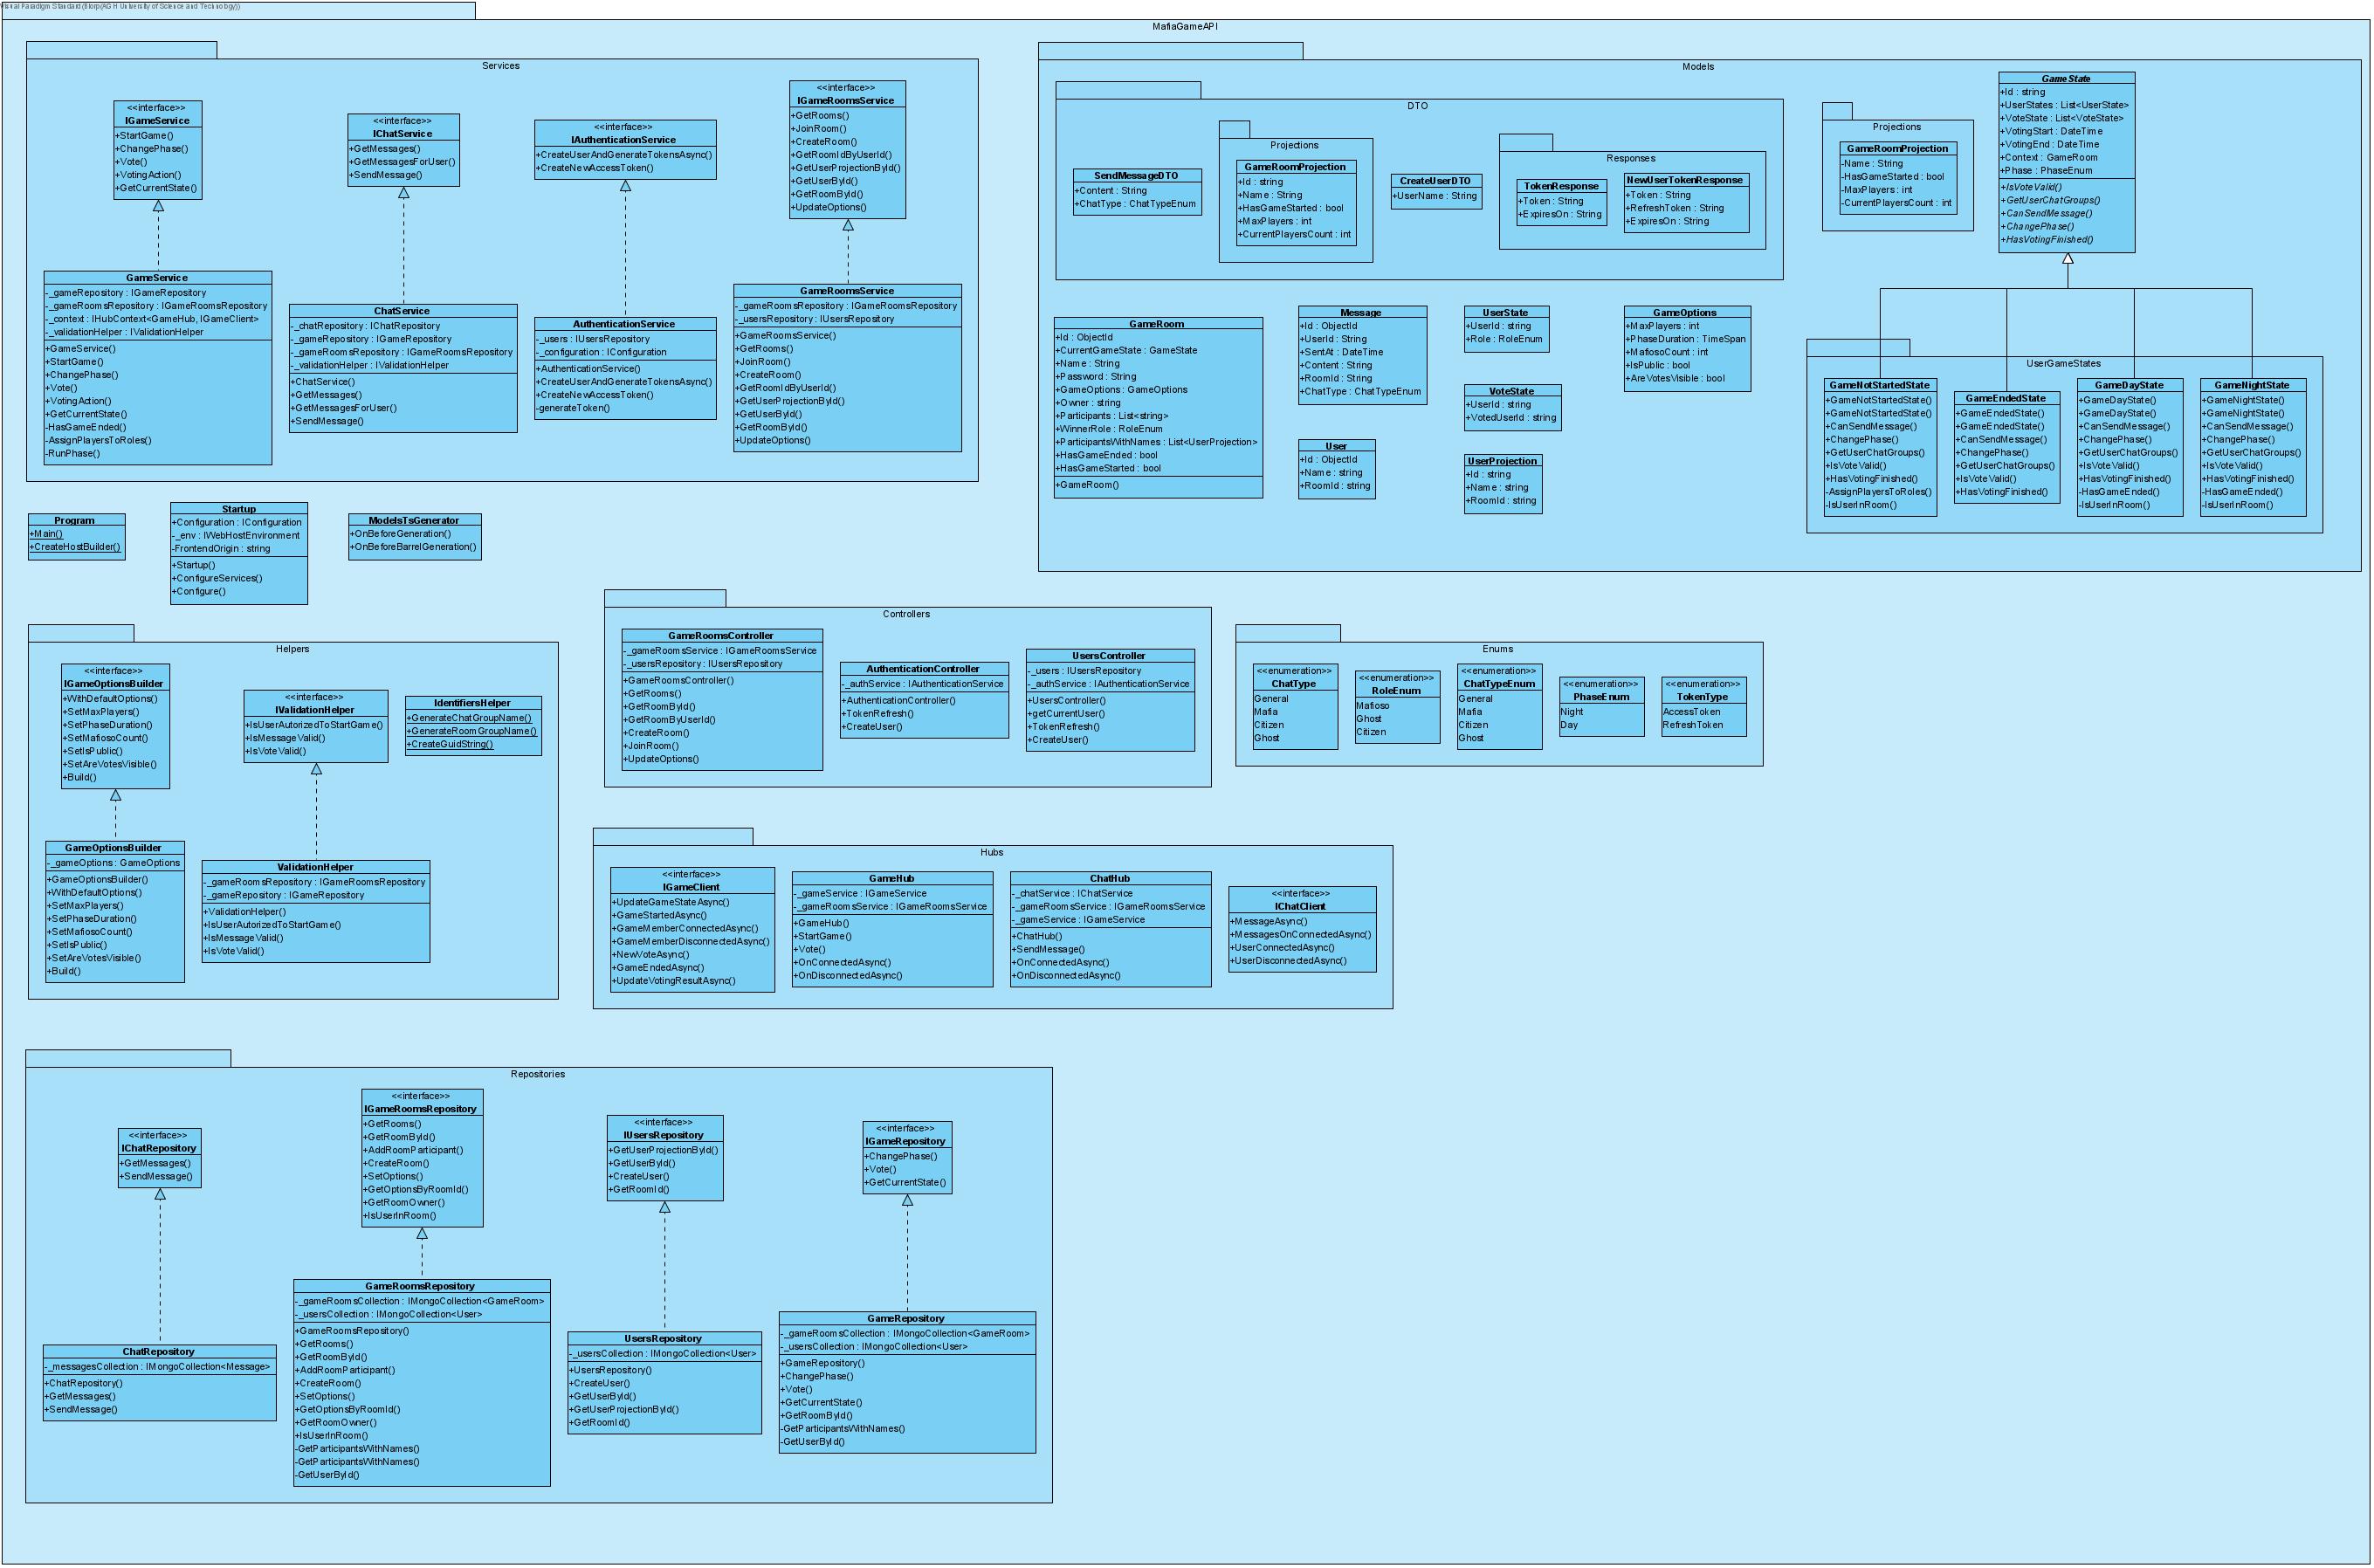 Visual Paradigm Standard(filorp(AGH University of Science and Technology))
MafiaGameAPI
Services
<<interface>>
IGameService
+StartGame()
+ChangePhase()
+Vote()
+VotingAction()
+GetCurrentState()
<<interface>>
IChatService
+GetMessages()
+GetMessagesForUser()
+SendMessage()
<<interface>>
IAuthenticationService
+CreateUserAndGenerateTokensAsync()
+CreateNewAccessToken()
<<interface>>
IGameRoomsService
+GetRooms()
+JoinRoom()
+CreateRoom()
+GetRoomIdByUserId()
+GetUserProjectionById()
+GetUserById()
+GetRoomById()
+UpdateOptions()
GameService
-_gameRepository : IGameRepository
-_gameRoomsRepository : IGameRoomsRepository
-_context : IHubContext<GameHub, IGameClient>
-_validationHelper : IValidationHelper
+GameService()
+StartGame()
+ChangePhase()
+Vote()
+VotingAction()
+GetCurrentState()
-HasGameEnded()
-AssignPlayersToRoles()
-RunPhase()
ChatService
-_chatRepository : IChatRepository
-_gameRepository : IGameRepository
-_gameRoomsRepository : IGameRoomsRepository
-_validationHelper : IValidationHelper
+ChatService()
+GetMessages()
+GetMessagesForUser()
+SendMessage()
AuthenticationService
-_users : IUsersRepository
-_configuration : IConfiguration
+AuthenticationService()
+CreateUserAndGenerateTokensAsync()
+CreateNewAccessToken()
-generateToken()
GameRoomsService
-_gameRoomsRepository : IGameRoomsRepository
-_usersRepository : IUsersRepository
+GameRoomsService()
+GetRooms()
+JoinRoom()
+CreateRoom()
+GetRoomIdByUserId()
+GetUserProjectionById()
+GetUserById()
+GetRoomById()
+UpdateOptions()
Models
DTO
SendMessageDTO
+Content : String
+ChatType : ChatTypeEnum
Projections
GameRoomProjection
+Id : string
+Name : String
+HasGameStarted : bool
+MaxPlayers : int
+CurrentPlayersCount : int
CreateUserDTO
+UserName : String
Responses
TokenResponse
+Token : String
+ExpiresOn : String
NewUserTokenResponse
+Token : String
+RefreshToken : String
+ExpiresOn : String
Projections
GameRoomProjection
-Name : String
-HasGameStarted : bool
-MaxPlayers : int
-CurrentPlayersCount : int
GameState
+Id : string
+UserStates : List<UserState>
+VoteState : List<VoteState>
+VotingStart : DateTime
+VotingEnd : DateTime
+Context : GameRoom
+Phase : PhaseEnum
+IsVoteValid()
+GetUserChatGroups()
+CanSendMessage()
+ChangePhase()
+HasVotingFinished()
GameRoom
+Id : ObjectId
+CurrentGameState : GameState
+Name : String
+Password : String
+GameOptions : GameOptions
+Owner : string
+Participants : List<string>
+WinnerRole : RoleEnum
+ParticipantsWithNames : List<UserProjection>
+HasGameEnded : bool
+HasGameStarted : bool
+GameRoom()
Message
+Id : ObjectId
+UserId : String
+SentAt : DateTime
+Content : String
+RoomId : String
+ChatType : ChatTypeEnum
User
+Id : ObjectId
+Name : string
+RoomId : string
UserState
+UserId : string
+Role : RoleEnum
VoteState
+UserId : string
+VotedUserId : string
UserProjection
+Id : string
+Name : string
+RoomId : string
GameOptions
+MaxPlayers : int
+PhaseDuration : TimeSpan
+MafiosoCount : int
+IsPublic : bool
+AreVotesVisible : bool
UserGameStates
GameNotStartedState
+GameNotStartedState()
+GameNotStartedState()
+CanSendMessage()
+ChangePhase()
+GetUserChatGroups()
+IsVoteValid()
+HasVotingFinished()
-AssignPlayersToRoles()
-IsUserInRoom()
GameEndedState
+GameEndedState()
+GameEndedState()
+CanSendMessage()
+ChangePhase()
+GetUserChatGroups()
+IsVoteValid()
+HasVotingFinished()
GameDayState
+GameDayState()
+GameDayState()
+CanSendMessage()
+ChangePhase()
+GetUserChatGroups()
+IsVoteValid()
+HasVotingFinished()
-HasGameEnded()
-IsUserInRoom()
GameNightState
+GameNightState()
+GameNightState()
+CanSendMessage()
+ChangePhase()
+GetUserChatGroups()
+IsVoteValid()
+HasVotingFinished()
-HasGameEnded()
-IsUserInRoom()
Program
+Main()
+CreateHostBuilder()
Startup
+Configuration : IConfiguration
-_env : IWebHostEnvironment
-FrontendOrigin : string
+Startup()
+ConfigureServices()
+Configure()
ModelsTsGenerator
+OnBeforeGeneration()
+OnBeforeBarrelGeneration()
Helpers
<<interface>>
IGameOptionsBuilder
+WithDefaultOptions()
+SetMaxPlayers()
+SetPhaseDuration()
+SetMafiosoCount()
+SetIsPublic()
+SetAreVotesVisible()
+Build()
<<interface>>
IValidationHelper
+IsUserAutorizedToStartGame()
+IsMessageValid()
+IsVoteValid()
IdentifiersHelper
+GenerateChatGroupName()
+GenerateRoomGroupName()
+CreateGuidString()
GameOptionsBuilder
-_gameOptions : GameOptions
+GameOptionsBuilder()
+WithDefaultOptions()
+SetMaxPlayers()
+SetPhaseDuration()
+SetMafiosoCount()
+SetIsPublic()
+SetAreVotesVisible()
+Build()
ValidationHelper
-_gameRoomsRepository : IGameRoomsRepository
-_gameRepository : IGameRepository
+ValidationHelper()
+IsUserAutorizedToStartGame()
+IsMessageValid()
+IsVoteValid()
Controllers
GameRoomsController
-_gameRoomsService : IGameRoomsService
-_usersRepository : IUsersRepository
+GameRoomsController()
+GetRooms()
+GetRoomById()
+GetRoomByUserId()
+CreateRoom()
+JoinRoom()
+UpdateOptions()
AuthenticationController
-_authService : IAuthenticationService
+AuthenticationController()
+TokenRefresh()
+CreateUser()
UsersController
-_users : IUsersRepository
-_authService : IAuthenticationService
+UsersController()
+getCurrentUser()
+TokenRefresh()
+CreateUser()
Enums
<<enumeration>>
ChatType
General
Mafia
Citizen
Ghost
<<enumeration>>
RoleEnum
Mafioso
Ghost
Citizen
<<enumeration>>
ChatTypeEnum
General
Mafia
Citizen
Ghost
<<enumeration>>
PhaseEnum
Night
Day
<<enumeration>>
TokenType
AccessToken
RefreshToken
Hubs
<<interface>>
IGameClient
+UpdateGameStateAsync()
+GameStartedAsync()
+GameMemberConnectedAsync()
+GameMemberDisconnectedAsync()
+NewVoteAsync()
+GameEndedAsync()
+UpdateVotingResultAsync()
GameHub
-_gameService : IGameService
-_gameRoomsService : IGameRoomsService
+GameHub()
+StartGame()
+Vote()
+OnConnectedAsync()
+OnDisconnectedAsync()
ChatHub
-_chatService : IChatService
-_gameRoomsService : IGameRoomsService
-_gameService : IGameService
+ChatHub()
+SendMessage()
+OnConnectedAsync()
+OnDisconnectedAsync()
<<interface>>
IChatClient
+MessageAsync()
+MessagesOnConnectedAsync()
+UserConnectedAsync()
+UserDisconnectedAsync()
Repositories
<<interface>>
IChatRepository
+GetMessages()
+SendMessage()
<<interface>>
IGameRoomsRepository
+GetRooms()
+GetRoomById()
+AddRoomParticipant()
+CreateRoom()
+SetOptions()
+GetOptionsByRoomId()
+GetRoomOwner()
+IsUserInRoom()
<<interface>>
IUsersRepository
+GetUserProjectionById()
+GetUserById()
+CreateUser()
+GetRoomId()
<<interface>>
IGameRepository
+ChangePhase()
+Vote()
+GetCurrentState()
ChatRepository
-_messagesCollection : IMongoCollection<Message>
+ChatRepository()
+GetMessages()
+SendMessage()
GameRoomsRepository
-_gameRoomsCollection : IMongoCollection<GameRoom>
-_usersCollection : IMongoCollection<User>
+GameRoomsRepository()
+GetRooms()
+GetRoomById()
+AddRoomParticipant()
+CreateRoom()
+SetOptions()
+GetOptionsByRoomId()
+GetRoomOwner()
+IsUserInRoom()
-GetParticipantsWithNames()
-GetParticipantsWithNames()
-GetUserById()
UsersRepository
-_usersCollection : IMongoCollection<User>
+UsersRepository()
+CreateUser()
+GetUserById()
+GetUserProjectionById()
+GetRoomId()
GameRepository
-_gameRoomsCollection : IMongoCollection<GameRoom>
-_usersCollection : IMongoCollection<User>
+GameRepository()
+ChangePhase()
+Vote()
+GetCurrentState()
+GetRoomById()
-GetParticipantsWithNames()
-GetUserById()